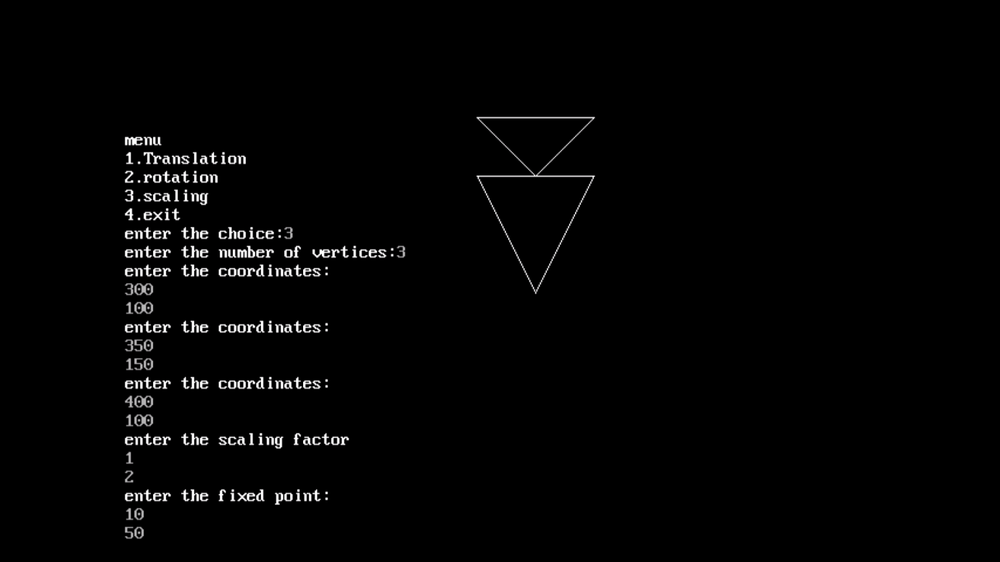 menu
1.Translation
2.rotation
3.scaling
4.exit
enter the choice:3
enter the number of vertices:3
enter the coordinates:
300
100
enter the coordinates:
350
150
enter the coordinates:
400
100
enter the scaling factor
1
2
enter the fixed point:
10
50